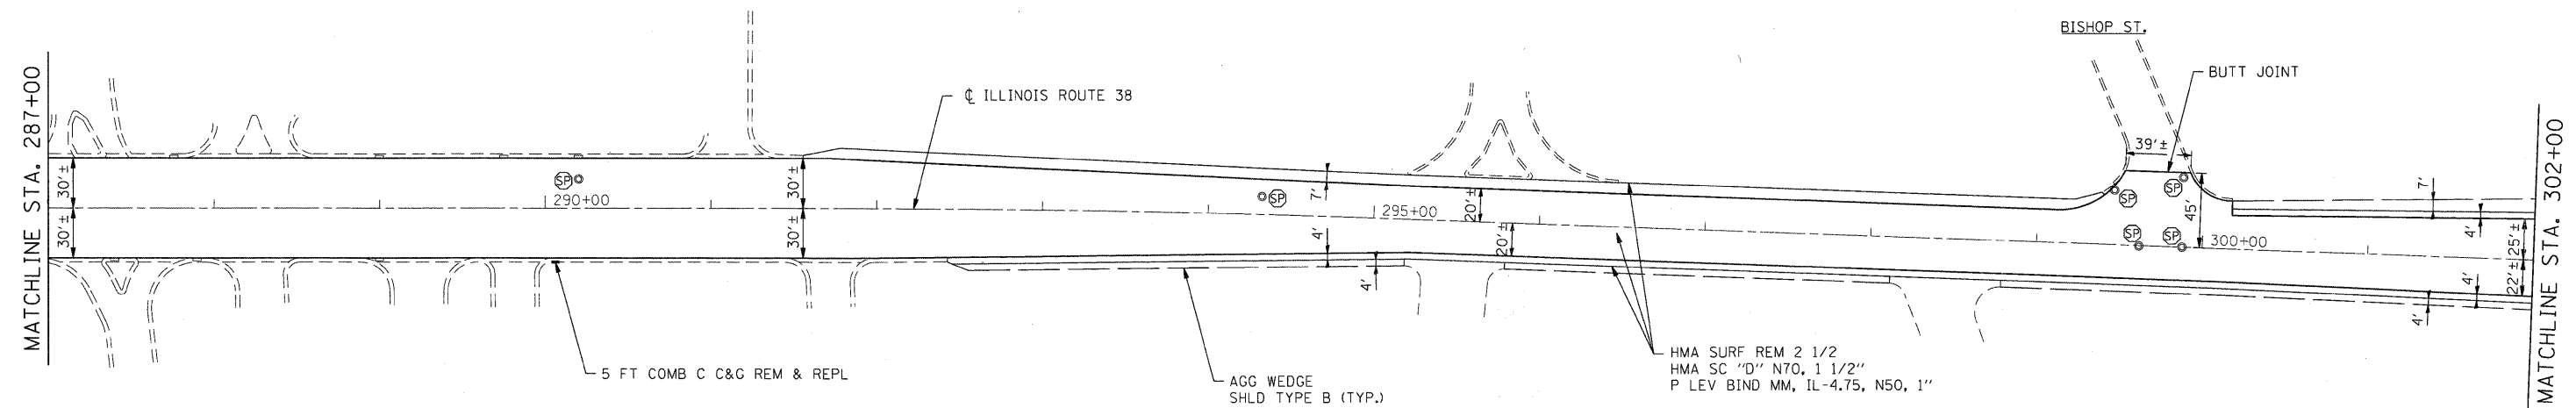 MATCHLINE STA. 287+00
30'±
30'±
SP
290+00
30'±
30'±
℄ ILLINOIS ROUTE 38
5 FT COMB C C&G REM & REPL
SP
7'
4'
4'
295+00
20'±
20'±
AGG WEDGE
SHLD TYPE B (TYP.)
HMA SURF REM 2 1/2
HMA SC "D" N70, 1 1/2"
P LEV BIND MM, IL-4.75, N50, 1"
BISHOP ST.
BUTT JOINT
39'±
SP
SP
45'
SP
SP
300+00
7'
4'
25'±
22'±
4'
4'
MATCHLINE STA. 302+00